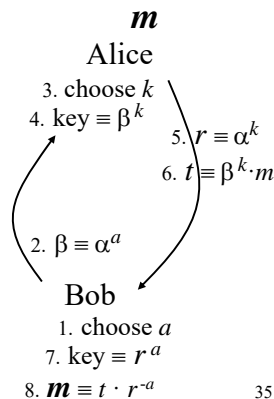 m
Alice
3. choose k
4. key ≡ β^k
5. r ≡ α^k
6. t ≡ β^k·m
2. β ≡ α^a
Bob
1. choose a
7. key ≡ r^a
8. m ≡ t · r^-a
35